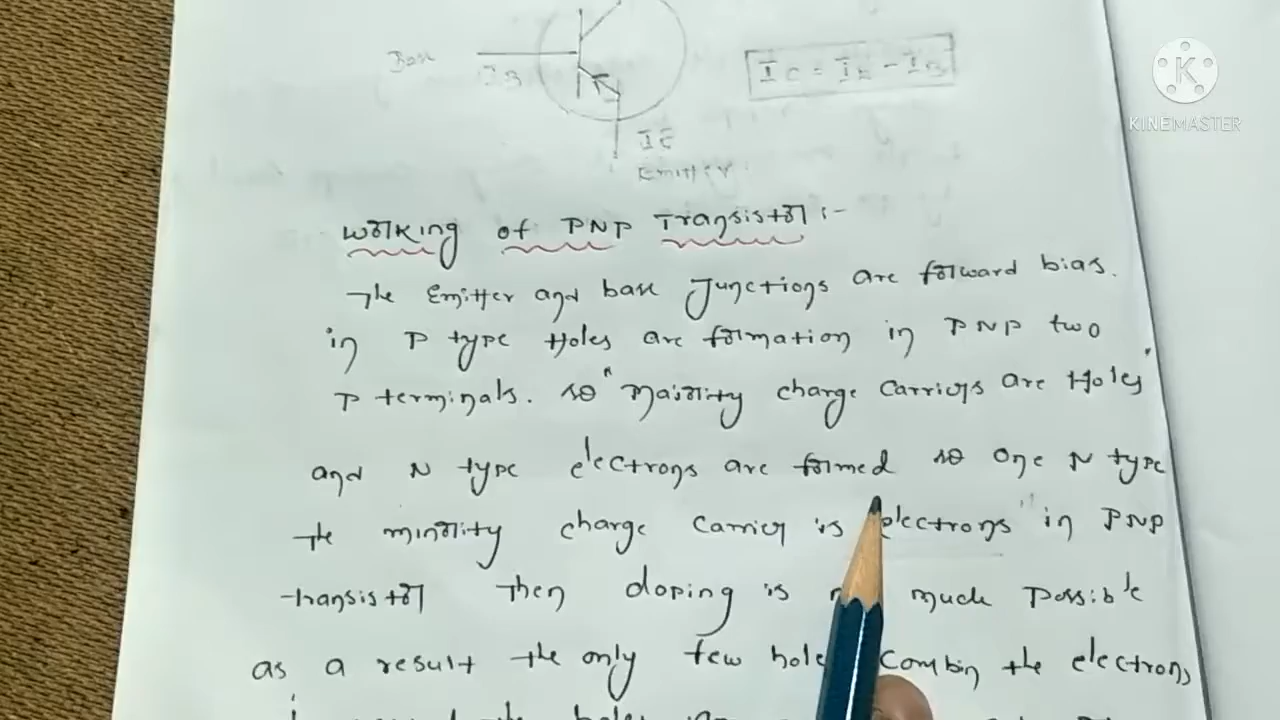 Base
IB
IC = IE - IB
IE
Emitter
KINEMASTER
Working of PNP Transistor :-
The Emitter and base Junctions are forward bias.
in P type Holes are formation in PNP two
P terminals. so "Majority charge carriers are Holes"
and N type electrons are formed so one N type
the minority charge carrier is electrons" in PNP
transistor then doping is much possible
as a result the only few hole combin the electrons